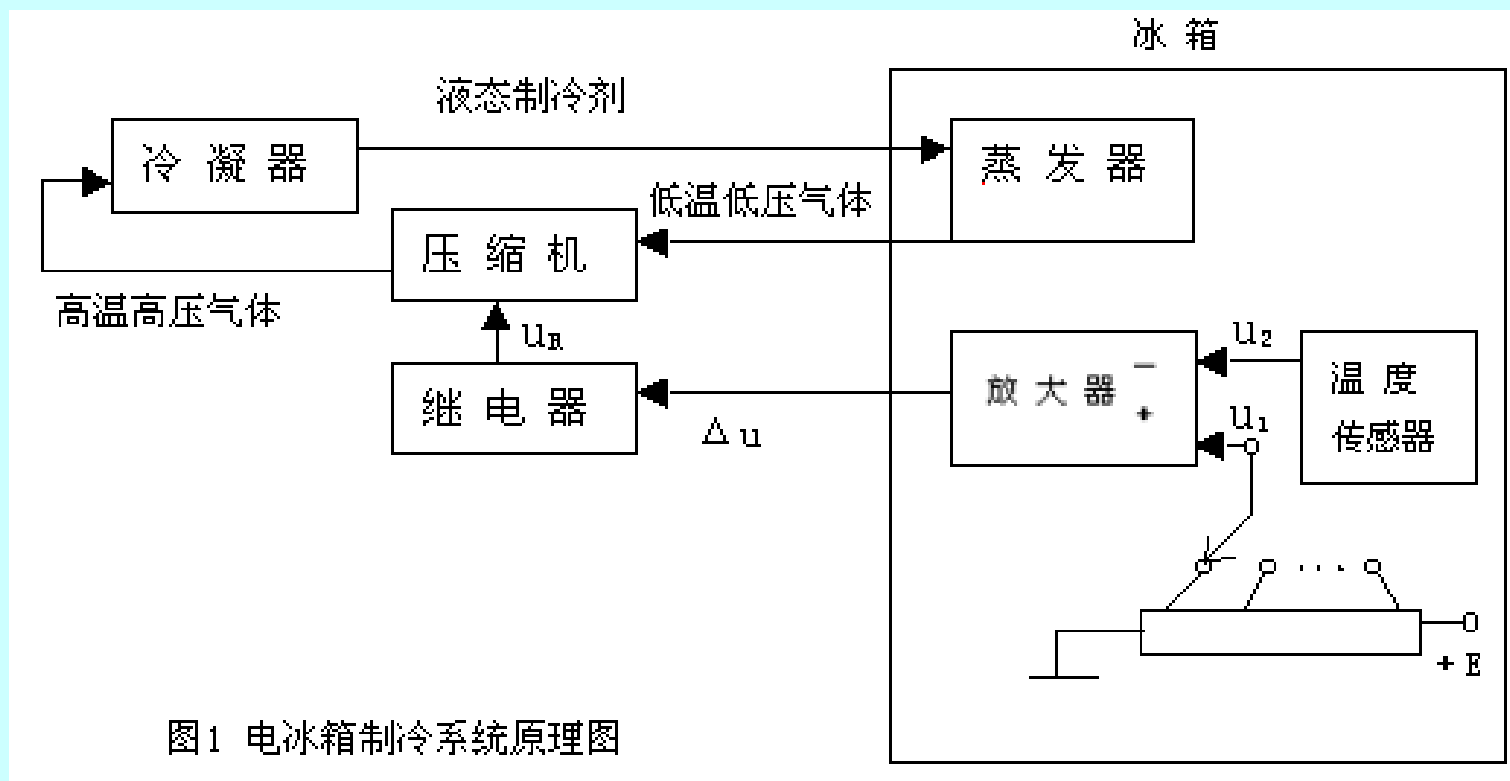 冰 箱
液态制冷剂
冷 凝 器
蒸 发 器
低温低压气体
压 缩 机
高温高压气体
u_R
u₂
放 大 器
−
+
温 度
传感器
继 电 器
△u
u₁
···
+E
图1 电冰箱制冷系统原理图